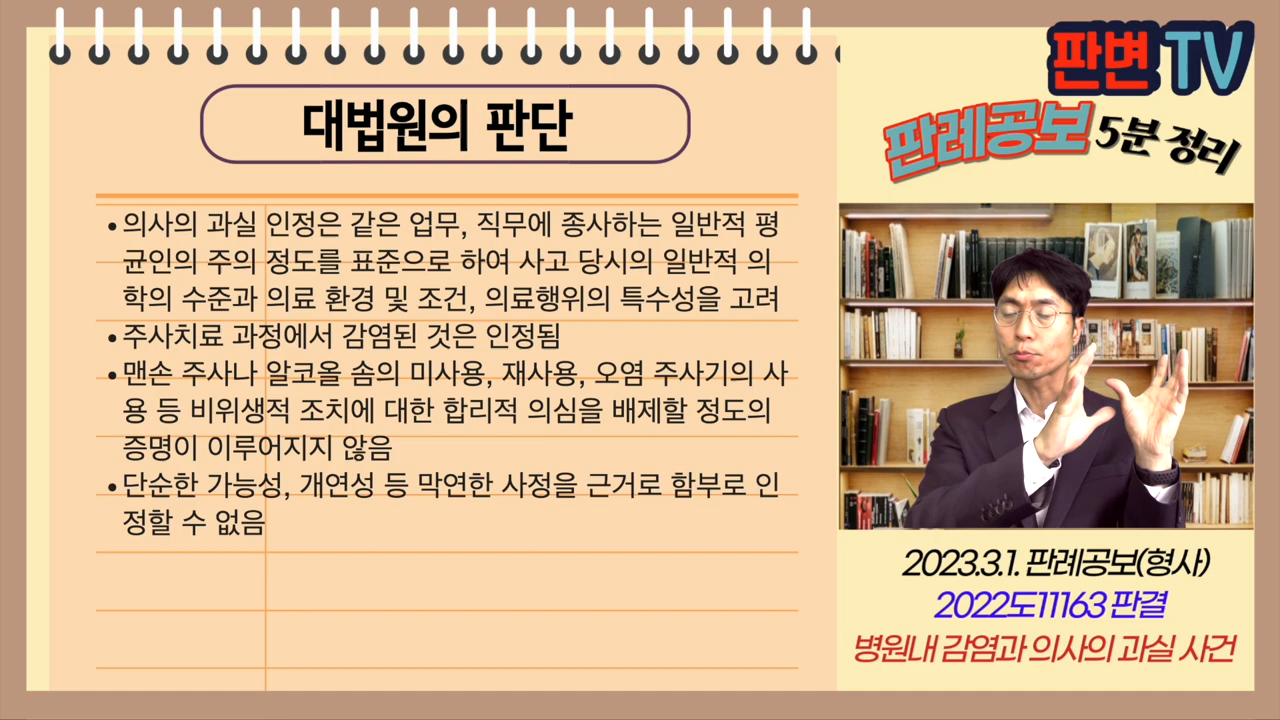 판변 TV
판례공보 5분 정리
대법원의 판단
•의사의 과실 인정은 같은 업무, 직무에 종사하는 일반적 평
균인의 주의 정도를 표준으로 하여 사고 당시의 일반적 의
학의 수준과 의료 환경 및 조건, 의료행위의 특수성을 고려
•주사치료 과정에서 감염된 것은 인정됨
•맨손 주사나 알코올 솜의 미사용, 재사용, 오염 주사기의 사
용 등 비위생적 조치에 대한 합리적 의심을 배제할 정도의
증명이 이루어지지 않음
•단순한 가능성, 개연성 등 막연한 사정을 근거로 함부로 인
정할 수 없음
2023.3.1. 판례공보(형사)
2022도11163 판결
병원내 감염과 의사의 과실 사건